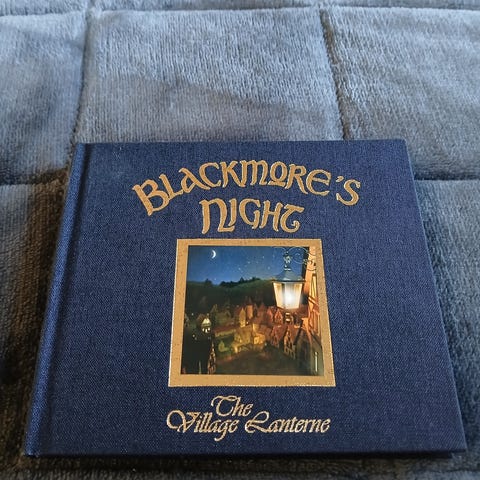 BLACKMORE'S
NIGHT
The
Village Lanterne